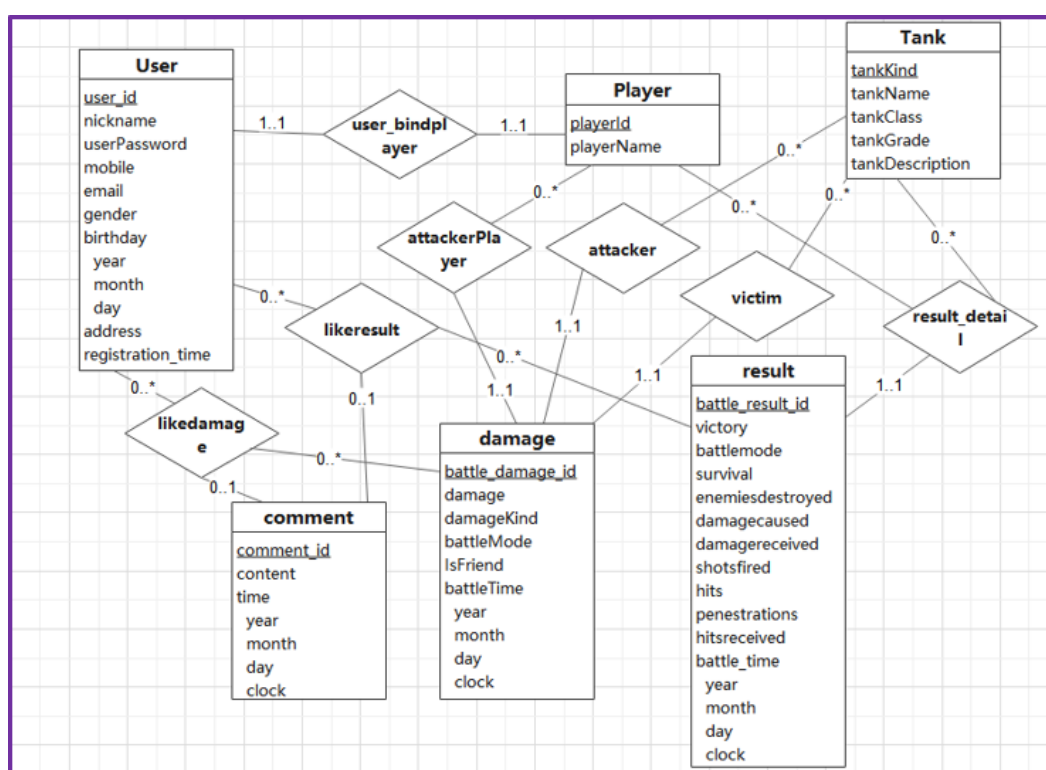 User
user_id
nickname
userPassword
mobile
email
gender
birthday
year
month
day
address
registration_time
1..1
user_bindpl
ayer
1..1
Player
playerId
playerName
Tank
tankKind
tankName
tankClass
tankGrade
tankDescription
0..*
0..*
0..*
0..*
0..*
attackerPla
yer
attacker
victim
result_detai
l
0..*
likeresult
1..1
0..*
1..1
1..1
1..1
0..*
0..1
likedamag
e
0..*
0..1
comment
comment_id
content
time
year
month
day
clock
damage
battle_damage_id
damage
damageKind
battleMode
IsFriend
battleTime
year
month
day
clock
result
battle_result_id
victory
battlemode
survival
enemiesdestroyed
damagecaused
damagereceived
shotsfired
hits
penestrations
hitsreceived
battle_time
year
month
day
clock